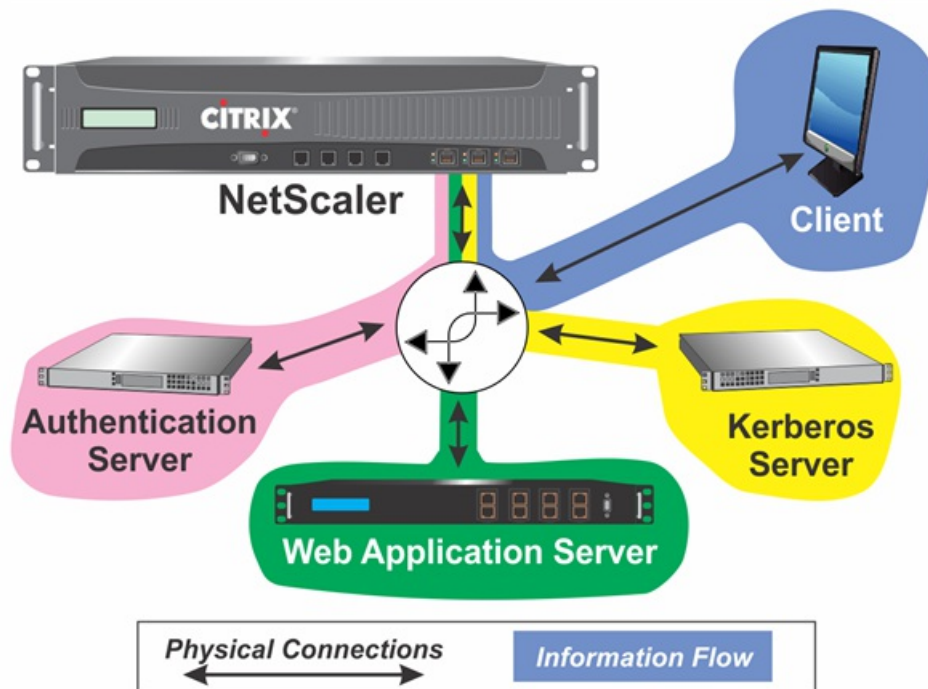 CITRIX®
NetScaler
Client
Authentication
Server
Kerberos
Server
Web Application Server
Physical Connections
Information Flow